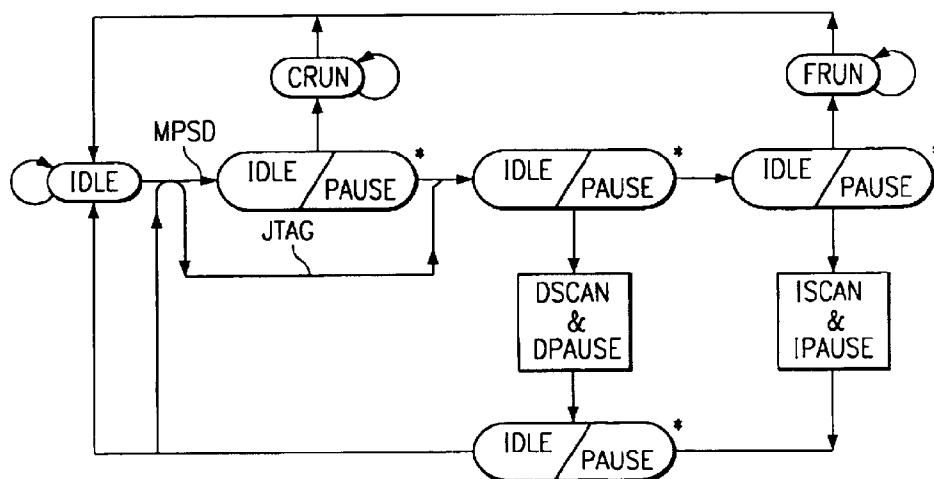 CRUN
FRUN
MPSD
IDLE
IDLE / PAUSE *
IDLE / PAUSE *
IDLE / PAUSE *
JTAG
DSCAN
&
DPAUSE
ISCAN
&
IPAUSE
IDLE / PAUSE *